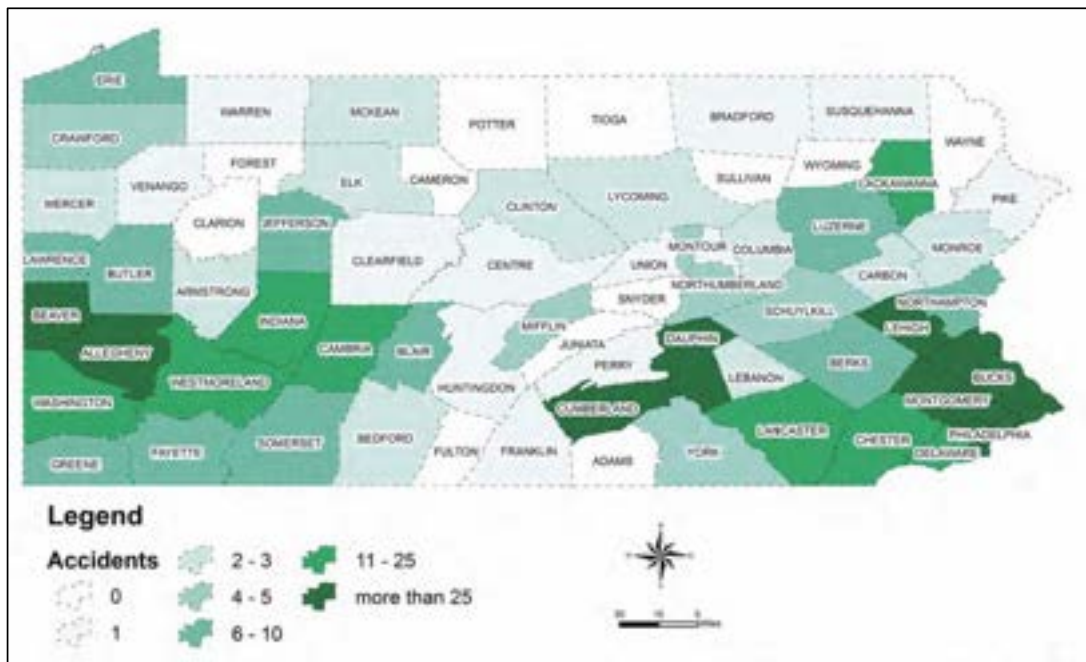 ERIE
WARREN
MCKEAN
POTTER
TIOGA
BRADFORD
SUSQUEHANNA
CRAWFORD
WAYNE
FOREST
WYOMING
LACKAWANNA
VENANGO
ELK
CAMERON
SULLIVAN
MERCER
CLINTON
LYCOMING
PIKE
CLARION
JEFFERSON
LUZERNE
LAWRENCE
BUTLER
CLEARFIELD
CENTRE
UNION
MONTOUR
COLUMBIA
MONROE
ARMSTRONG
CARBON
NORTHUMBERLAND
SNYDER
NORTHAMPTON
BEAVER
INDIANA
MIFFLIN
SCHUYLKILL
LEHIGH
ALLEGHENY
CAMBRIA
BLAIR
JUNIATA
DAUPHIN
PERRY
BERKS
WESTMORELAND
HUNTINGDON
LEBANON
BUCKS
WASHINGTON
CUMBERLAND
MONTGOMERY
LANCASTER
CHESTER
PHILADELPHIA
GREENE
FAYETTE
SOMERSET
BEDFORD
FULTON
FRANKLIN
ADAMS
YORK
DELAWARE
Legend
Accidents
0
1
2 - 3
4 - 5
6 - 10
11 - 25
more than 25
Miles